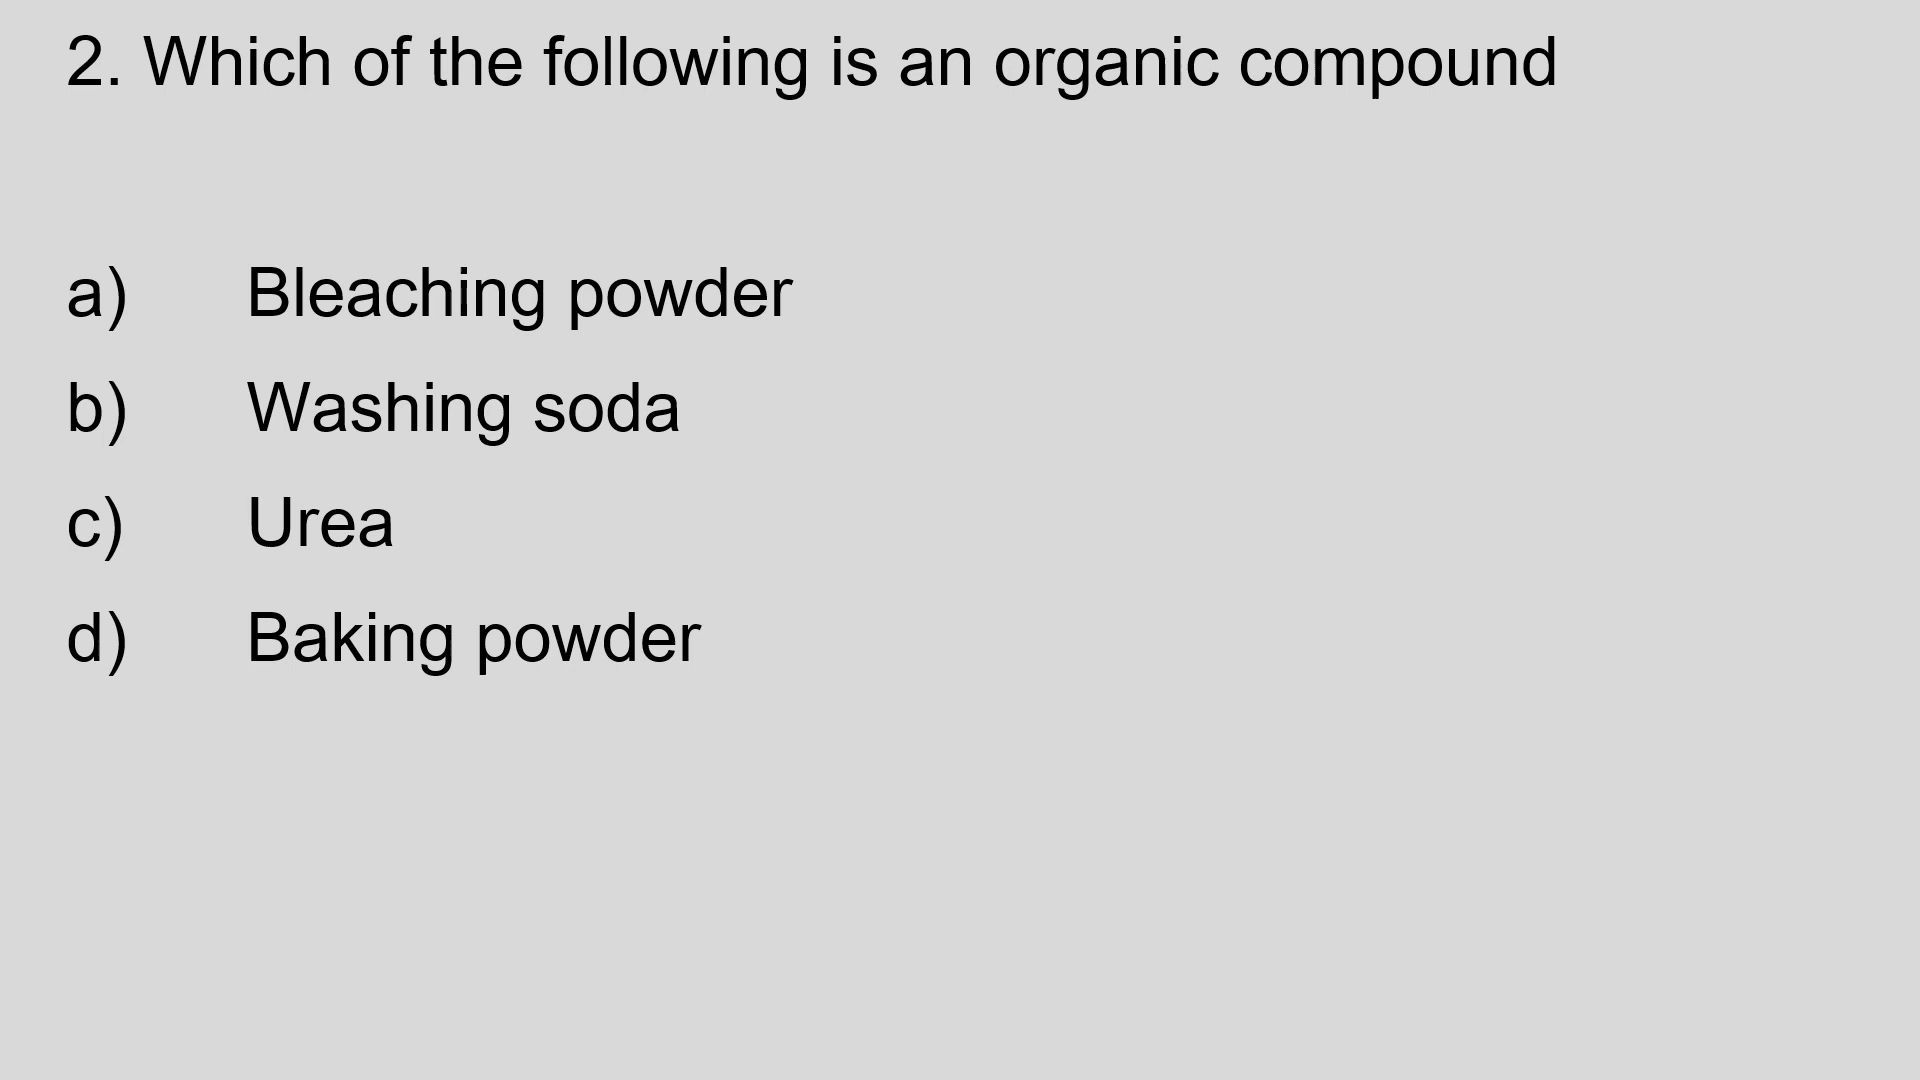 2. Which of the following is an organic compound
a) Bleaching powder
b) Washing soda
c) Urea
d) Baking powder